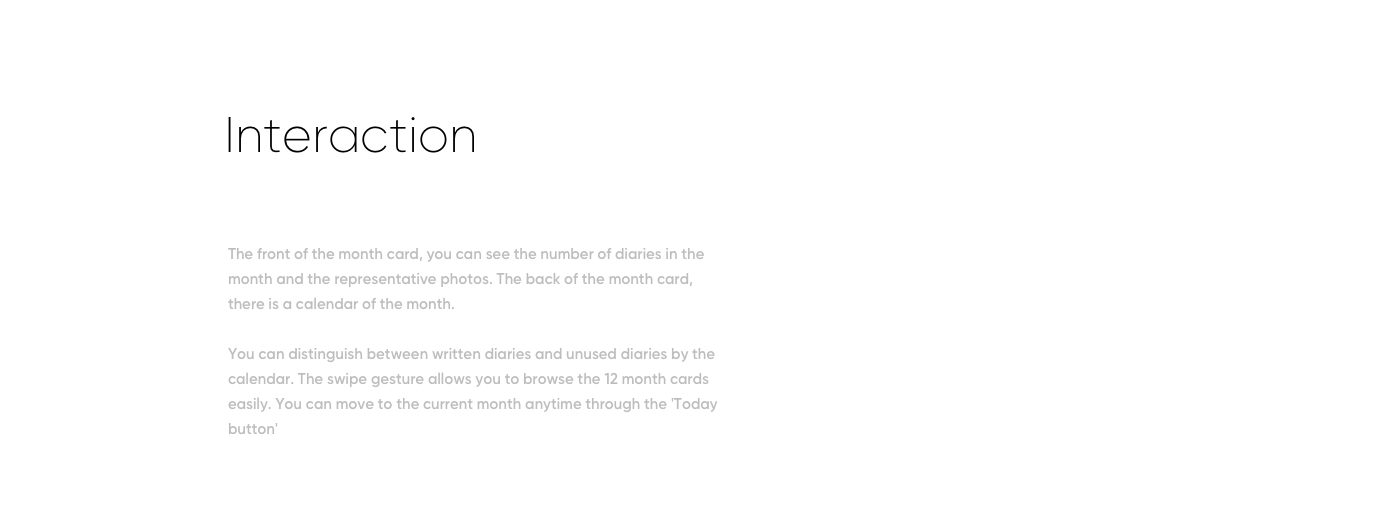 Interaction
The front of the month card, you can see the number of diaries in the
month and the representative photos. The back of the month card,
there is a calendar of the month.
You can distinguish between written diaries and unused diaries by the
calendar. The swipe gesture allows you to browse the 12 month cards
easily. You can move to the current month anytime through the 'Today
button'